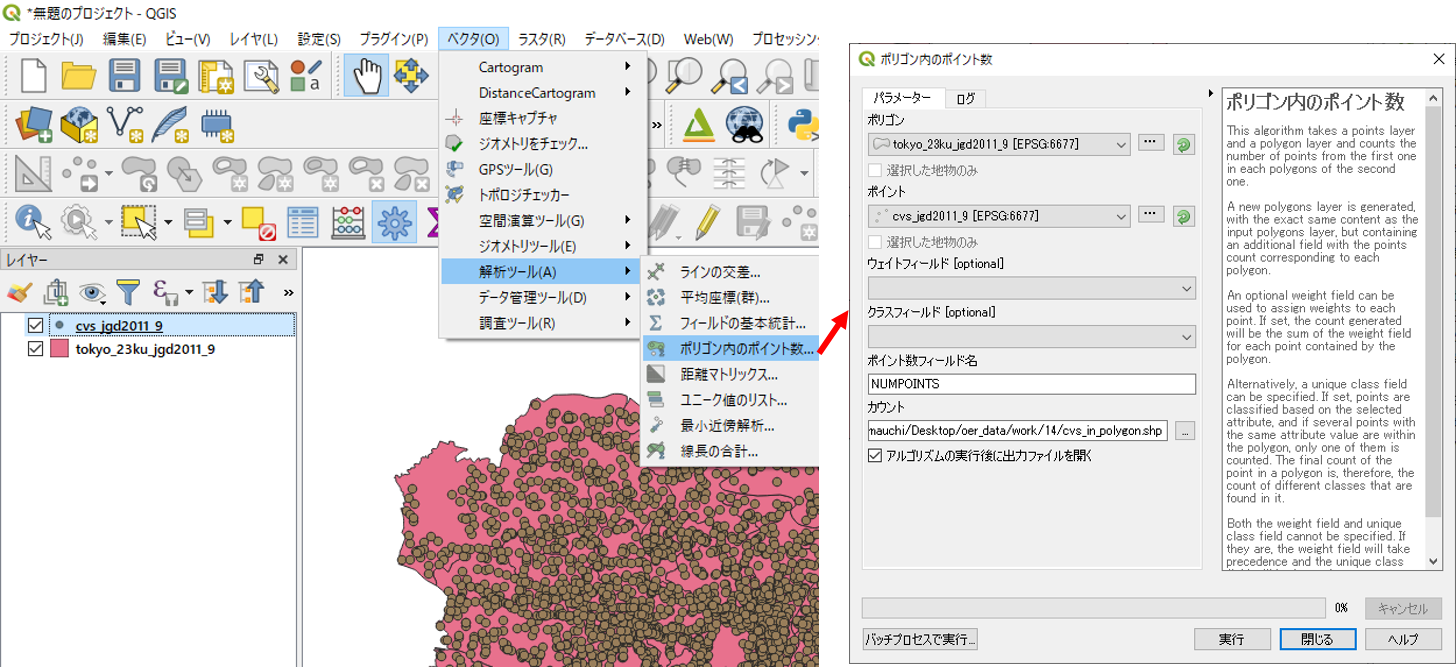 *無題のプロジェクト - QGIS
プロジェクト(J) 編集(E) ビュー(V) レイヤ(L) 設定(S) プラグイン(P) ベクタ(O) ラスタ(R) データベース(D) Web(W) プロセッシン
Cartogram
DistanceCartogram
座標キャプチャ
ジオメトリをチェック...
GPSツール(G)
トポロジチェッカー
空間演算ツール(G)
ジオメトリツール(E)
解析ツール(A)
データ管理ツール(D)
調査ツール(R)
ラインの交差...
平均座標(群)...
フィールドの基本統計...
ポリゴン内のポイント数...
距離マトリックス...
ユニーク値のリスト...
最小近傍解析...
線長の合計...
レイヤー
cvs_jgd2011_9
tokyo_23ku_jgd2011_9
ポリゴン内のポイント数
パラメーター ログ
ポリゴン
tokyo_23ku_jgd2011_9 [EPSG:6677]
選択した地物のみ
ポイント
cvs_jgd2011_9 [EPSG:6677]
選択した地物のみ
ウェイトフィールド [optional]
クラスフィールド [optional]
ポイント数フィールド名
NUMPOINTS
カウント
mauchi/Desktop/oer_data/work/14/cvs_in_polygon.shp
...
アルゴリズムの実行後に出力ファイルを開く
ポリゴン内のポイント数
This algorithm takes a points layer
and a polygon layer and counts the
number of points from the first one
in each polygons of the second
one.
A new polygons layer is generated,
with the exact same content as the
input polygons layer, but containing
an additional field with the points
count corresponding to each
polygon.
An optional weight field can be
used to assign weights to each
point. If set, the count generated
will be the sum of the weight field
for each point contained by the
polygon.
Alternatively, a unique class field
can be specified. If set, points are
classified based on the selected
attribute, and if several points with
the same attribute value are within
the polygon, only one of them is
counted. The final count of the
point in a polygon is, therefore, the
count of different classes that are
found in it.
Both the weight field and unique
class field cannot be specified. If
they are, the weight field will take
precedence and the unique class
0% キャンセル
バッチプロセスで実行... 実行 閉じる ヘルプ